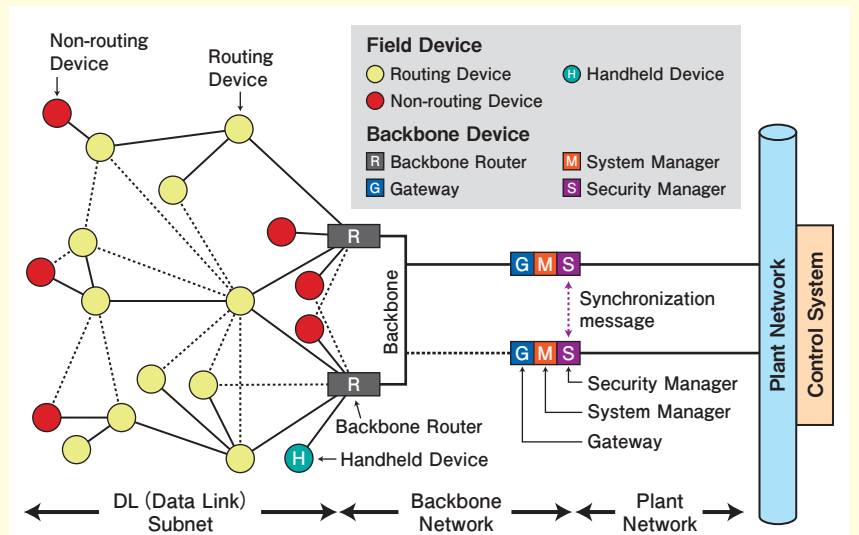 Non-routing
Device
Routing
Device
Field Device
Routing Device
H Handheld Device
Non-routing Device
Backbone Device
R Backbone Router
M System Manager
G Gateway
S Security Manager
R
Backbone
G M S
Synchronization
message
G M S
R
Security Manager
System Manager
Gateway
Backbone Router
H
Handheld Device
Plant Network
Control System
DL (Data Link)
Subnet
Backbone
Network
Plant
Network